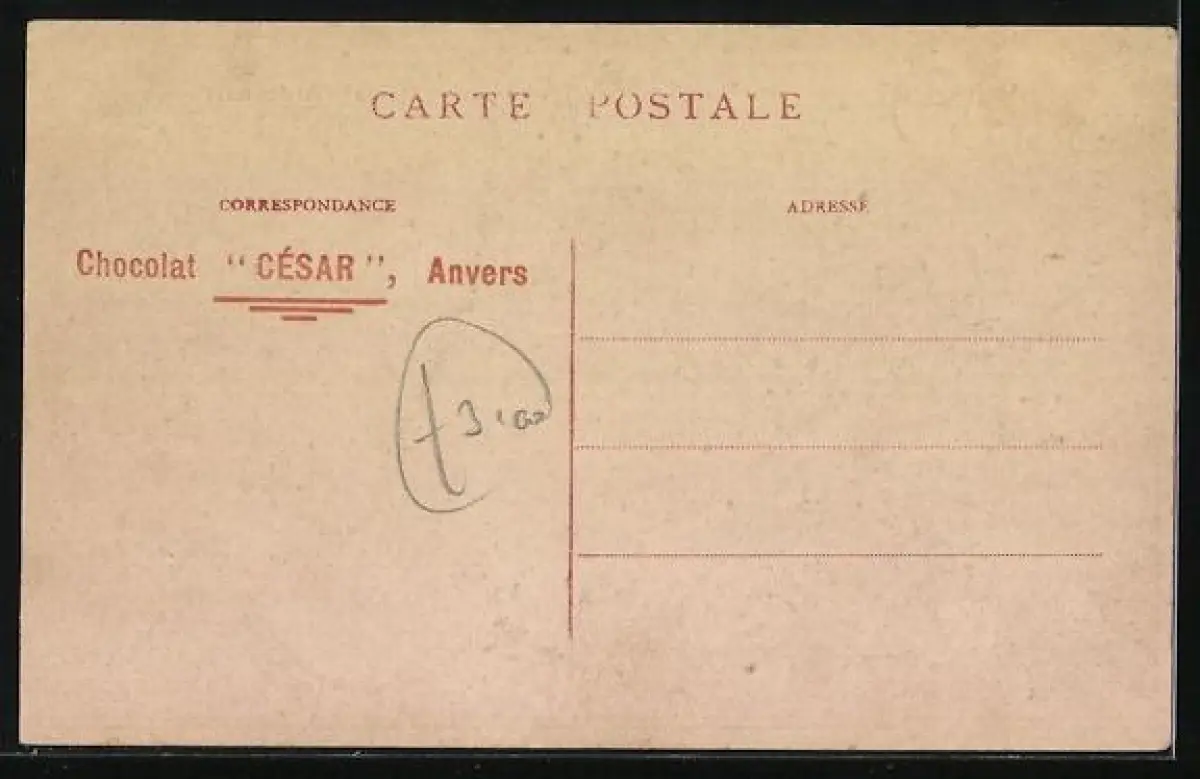 CARTE POSTALE
CORRESPONDANCE
ADRESSE
Chocolat "CÉSAR", Anvers